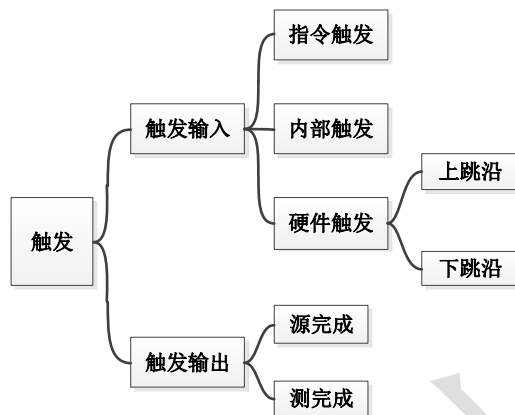 触发
触发输入
指令触发
内部触发
硬件触发
上跳沿
下跳沿
触发输出
源完成
测完成